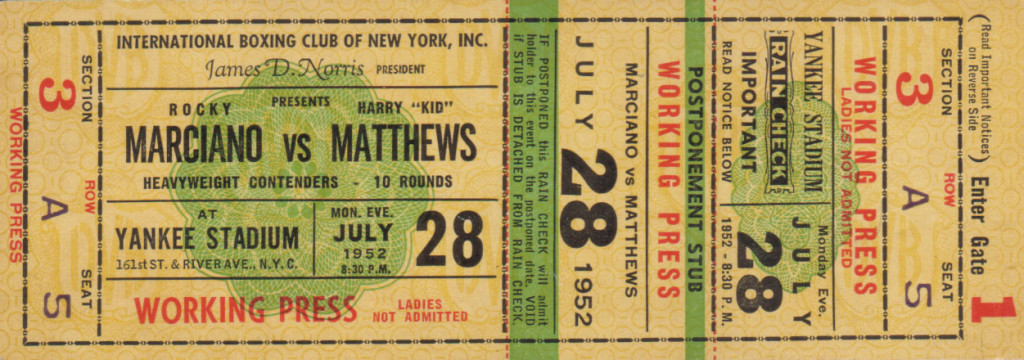 SECTION
3
ROW
A
SEAT
5
WORKING PRESS
INTERNATIONAL BOXING CLUB OF NEW YORK, INC.
James D. Norris PRESIDENT
PRESENTS
ROCKY HARRY "KID"
MARCIANO VS MATTHEWS
HEAVYWEIGHT CONTENDERS - 10 ROUNDS
AT
YANKEE STADIUM
161st ST. & RIVER AVE., N.Y.C.
MON. EVE.
JULY
1952
8:30 P.M.
28
WORKING PRESS
LADIES
NOT ADMITTED
IF POSTPONED this RAIN CHECK will admit
holder to this event on the postponed date. VOID
if STUB IS DETACHED FROM RAIN CHECK.
JULY 28 1952
MARCIANO vs MATTHEWS
WORKING PRESS
POSTPONEMENT STUB
YANKEE STADIUM
RAIN CHECK
IMPORTANT
READ NOTICE BELOW
Monday Eve.
JULY
28
1952 - 8:30 P.M.
WORKING PRESS
LADIES NOT ADMITTED
SECTION
3
ROW
A
SEAT
5
(Read Important Notices)
on Reverse Side
Enter Gate
1